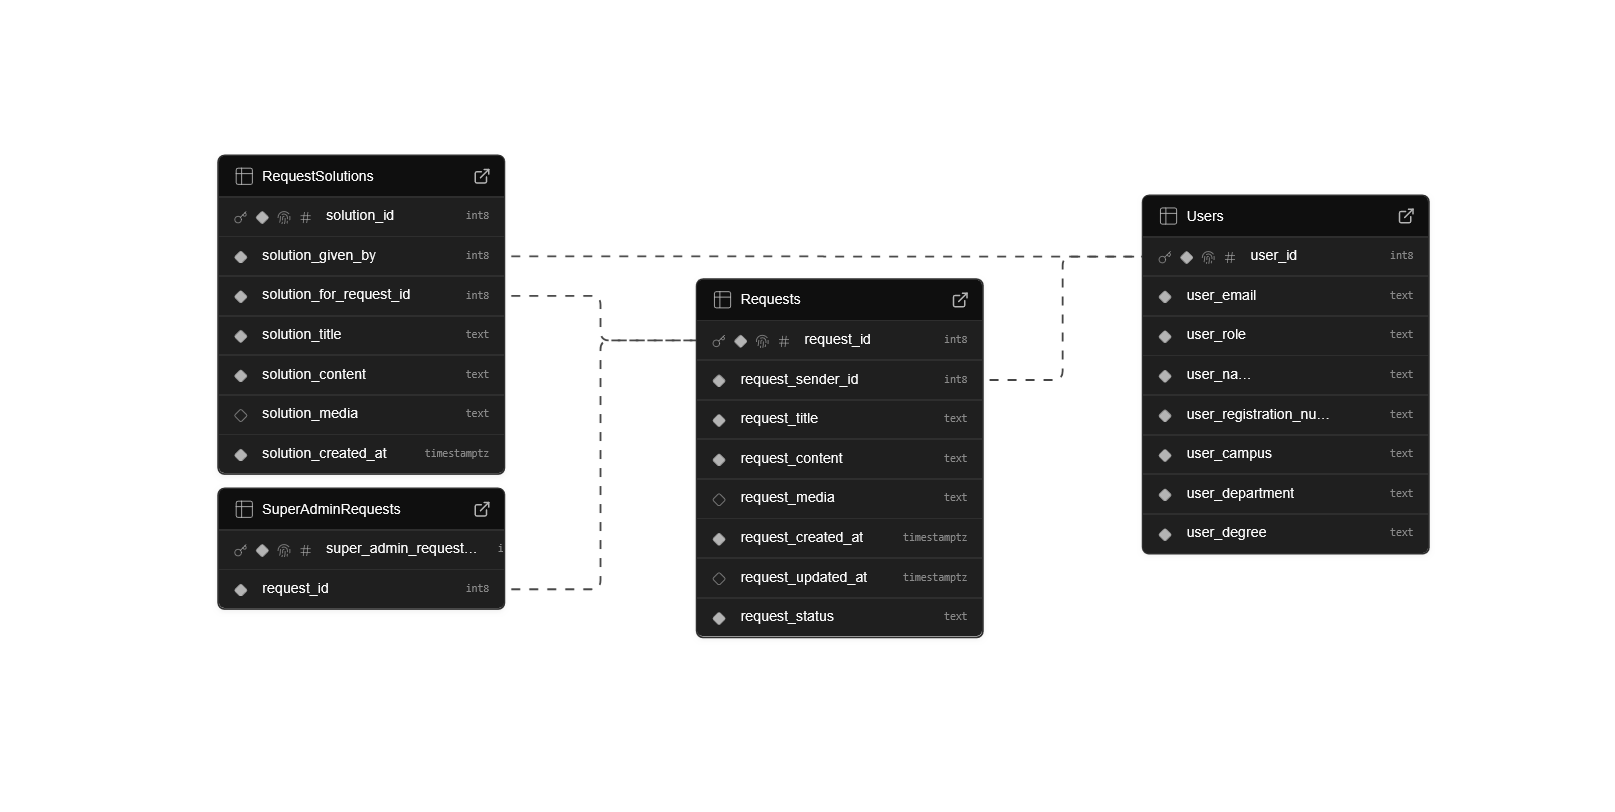 RequestSolutions
solution_id int8
solution_given_by int8
solution_for_request_id int8
solution_title text
solution_content text
solution_media text
solution_created_at timestamptz
SuperAdminRequests
super_admin_request... i
request_id int8
Requests
request_id int8
request_sender_id int8
request_title text
request_content text
request_media text
request_created_at timestamptz
request_updated_at timestamptz
request_status text
Users
user_id int8
user_email text
user_role text
user_na... text
user_registration_nu... text
user_campus text
user_department text
user_degree text